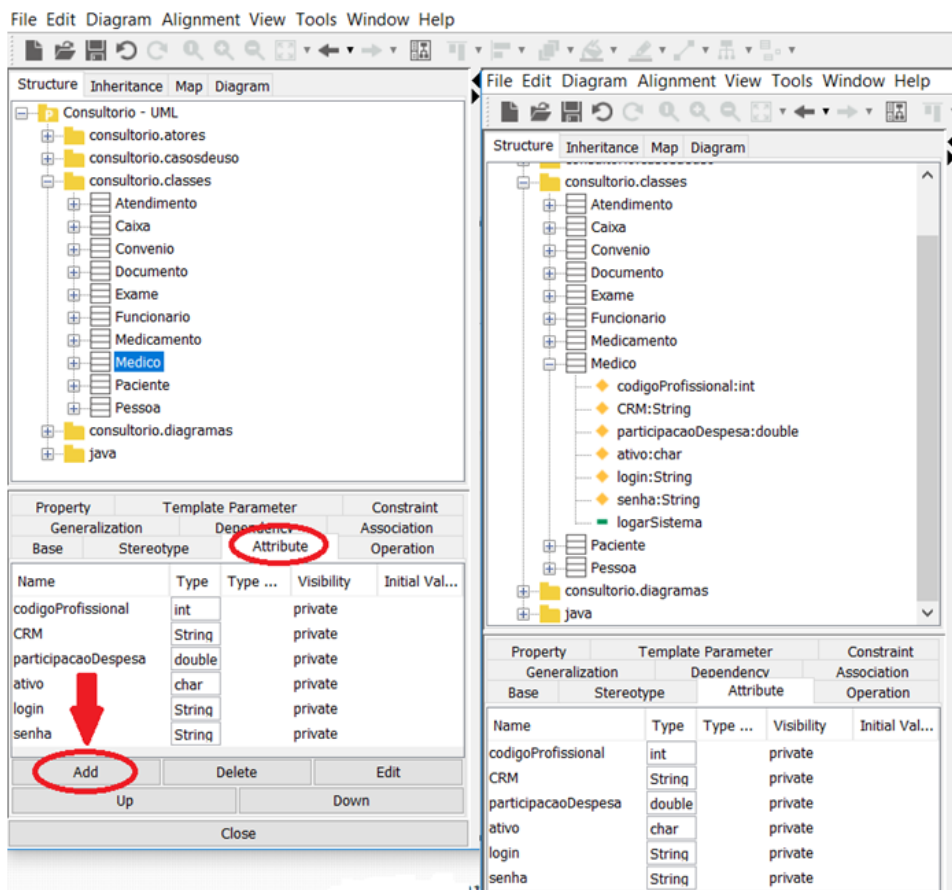 File Edit Diagram Alignment View Tools Window Help
Structure Inheritance Map Diagram
Consultorio - UML
consultorio.atores
consultorio.casosdeuso
consultorio.classes
Atendimento
Caixa
Convenio
Documento
Exame
Funcionario
Medicamento
Medico
Paciente
Pessoa
consultorio.diagramas
java
Property Template Parameter Constraint
Generalization Dependency Association
Base Stereotype Attribute Operation
Name Type Type ... Visibility Initial Val...
codigoProfissional int private
CRM String private
participacaoDespesa double private
ativo char private
login String private
senha String private
Add Delete Edit
Up Down
Close
File Edit Diagram Alignment View Tools Window Help
Structure Inheritance Map Diagram
consultorio.classes
Atendimento
Caixa
Convenio
Documento
Exame
Funcionario
Medicamento
Medico
codigoProfissional:int
CRM:String
participacaoDespesa:double
ativo:char
login:String
senha:String
logarSistema
Paciente
Pessoa
consultorio.diagramas
java
Property Template Parameter Constraint
Generalization Dependency Association
Base Stereotype Attribute Operation
Name Type Type ... Visibility Initial Val...
codigoProfissional int private
CRM String private
participacaoDespesa double private
ativo char private
login String private
senha String private